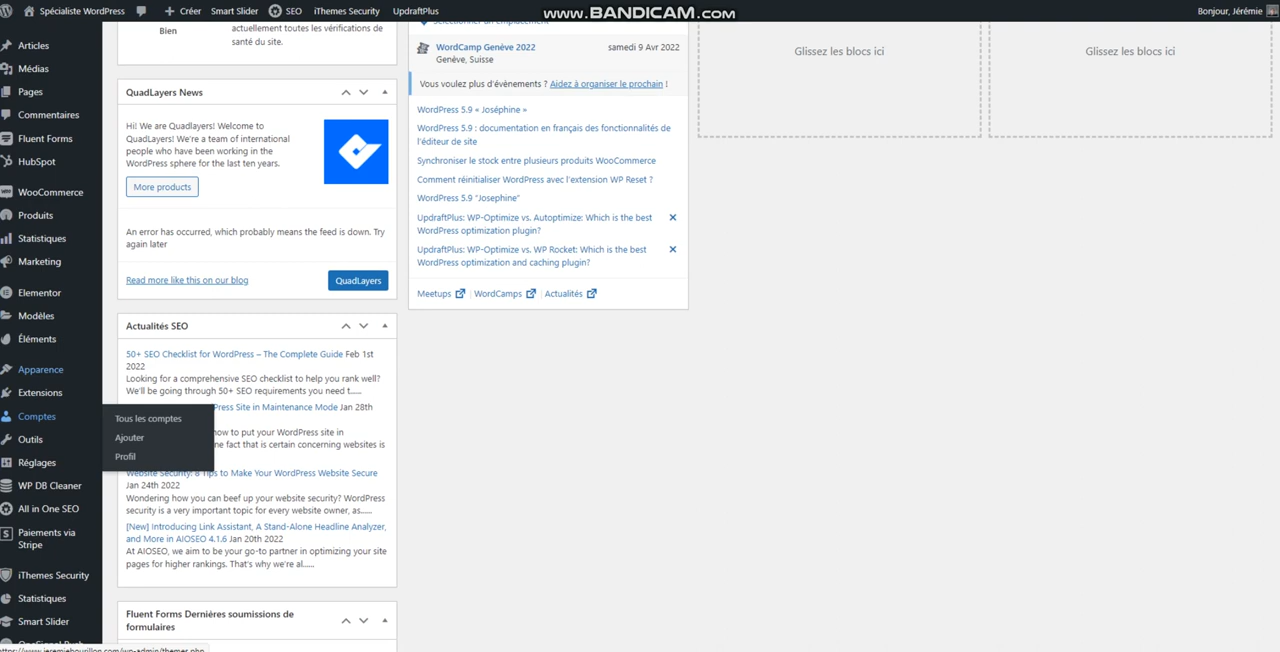 Spécialiste WordPress
Créer
Smart Slider
SEO
iThemes Security
UpdraftPlus
www.BANDICAM.com
Bonjour, Jérémie
Articles
Médias
Pages
Commentaires
Fluent Forms
HubSpot
WooCommerce
Produits
Statistiques
Marketing
Elementor
Modèles
Éléments
Apparence
Extensions
Comptes
Outils
Réglages
WP DB Cleaner
All in One SEO
Paiements via
Stripe
iThemes Security
Statistiques
Smart Slider
Tous les comptes
Ajouter
Profil
Bien
actuellement toutes les vérifications de
santé du site.
QuadLayers News
Hi! We are Quadlayers! Welcome to
QuadLayers! We're a team of international
people who have been working in the
WordPress sphere for the last ten years.
More products
An error has occurred, which probably means the feed is down. Try
again later
Read more like this on our blog
QuadLayers
Actualités SEO
50+ SEO Checklist for WordPress – The Complete Guide Feb 1st
2022
Looking for a comprehensive SEO checklist to help you rank well?
We'll be going through 50+ SEO requirements you need t......
Press Site in Maintenance Mode Jan 28th
how to put your WordPress site in
ne fact that is certain concerning websites is
Website Security: 8 Tips to Make Your WordPress Website Secure
Jan 24th 2022
Wondering how you can beef up your website security? WordPress
security is a very important topic for every website owner, as......
[New] Introducing Link Assistant, A Stand-Alone Headline Analyzer,
and More in AIOSEO 4.1.6 Jan 20th 2022
At AIOSEO, we aim to be your go-to partner in optimizing your site
pages for higher rankings. That's why we're al......
Fluent Forms Dernières soumissions de
formulaires
Sélectionner un emplacement
WordCamp Genève 2022
samedi 9 Avr 2022
Genève, Suisse
Vous voulez plus d'évènements ? Aidez à organiser le prochain !
WordPress 5.9 « Joséphine »
WordPress 5.9 : documentation en français des fonctionnalités de
l'éditeur de site
Synchroniser le stock entre plusieurs produits WooCommerce
Comment réinitialiser WordPress avec l'extension WP Reset ?
WordPress 5.9 "Josephine"
UpdraftPlus: WP-Optimize vs. Autoptimize: Which is the best
WordPress optimization plugin?
UpdraftPlus: WP-Optimize vs. WP Rocket: Which is the best
WordPress optimization and caching plugin?
Meetups
WordCamps
Actualités
Glissez les blocs ici
Glissez les blocs ici